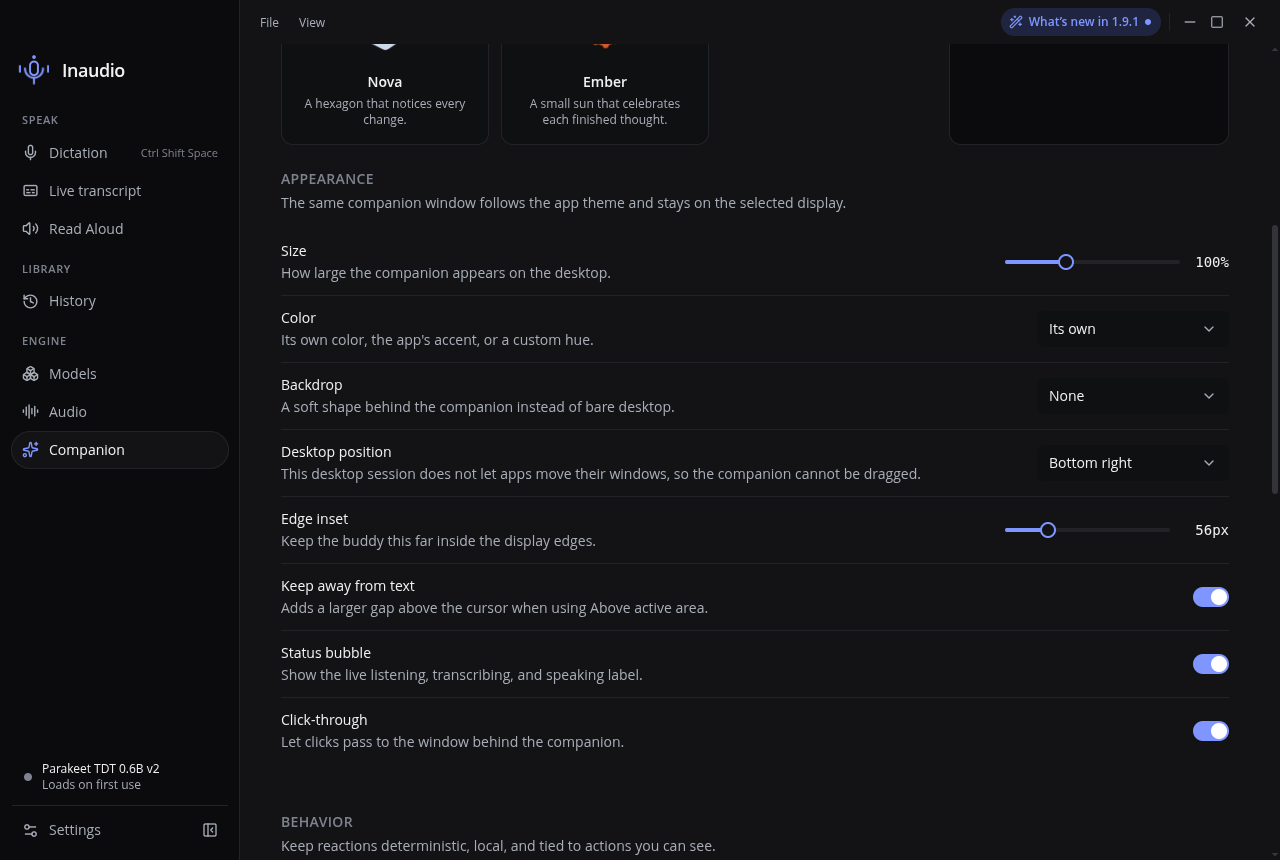 File
View
What's new in 1.9.1
Inaudio
SPEAK
Dictation
Ctrl Shift Space
Live transcript
Read Aloud
LIBRARY
History
ENGINE
Models
Audio
Companion
Parakeet TDT 0.6B v2
Loads on first use
Settings
Nova
A hexagon that notices every
change.
Ember
A small sun that celebrates
each finished thought.
APPEARANCE
The same companion window follows the app theme and stays on the selected display.
Size
How large the companion appears on the desktop.
100%
Color
Its own color, the app's accent, or a custom hue.
Its own
Backdrop
A soft shape behind the companion instead of bare desktop.
None
Desktop position
This desktop session does not let apps move their windows, so the companion cannot be dragged.
Bottom right
Edge inset
Keep the buddy this far inside the display edges.
56px
Keep away from text
Adds a larger gap above the cursor when using Above active area.
Status bubble
Show the live listening, transcribing, and speaking label.
Click-through
Let clicks pass to the window behind the companion.
BEHAVIOR
Keep reactions deterministic, local, and tied to actions you can see.